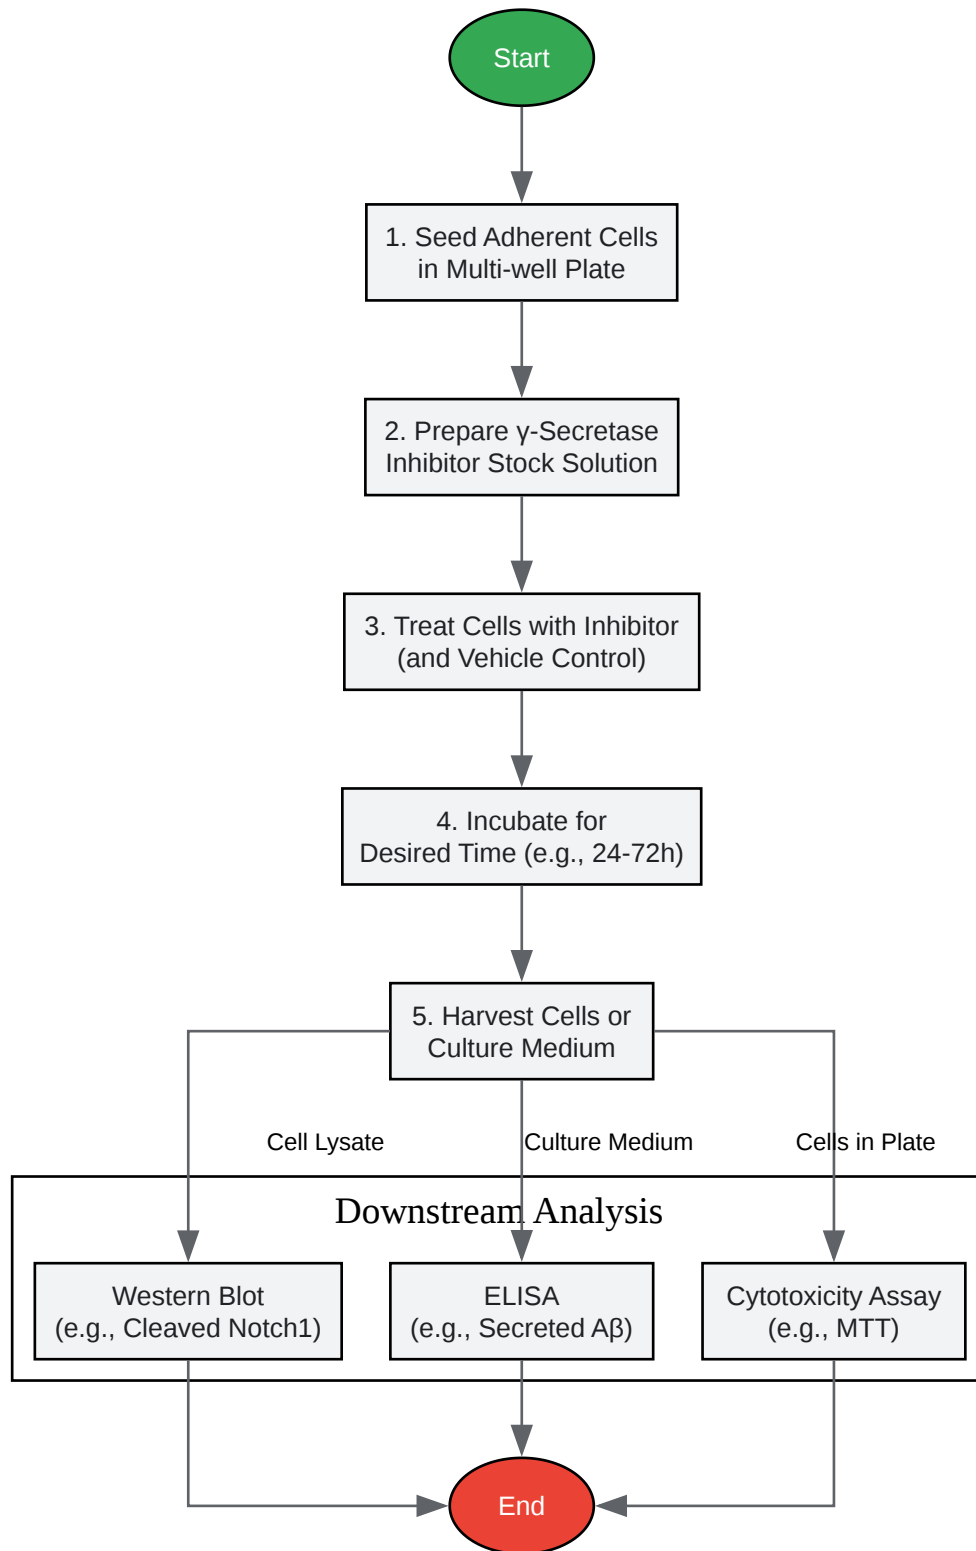 Start
1. Seed Adherent Cells
in Multi-well Plate
2. Prepare γ-Secretase
Inhibitor Stock Solution
3. Treat Cells with Inhibitor
(and Vehicle Control)
4. Incubate for
Desired Time (e.g., 24-72h)
5. Harvest Cells or
Culture Medium
Cell Lysate
Culture Medium
Cells in Plate
Downstream Analysis
Western Blot
(e.g., Cleaved Notch1)
ELISA
(e.g., Secreted Aβ)
Cytotoxicity Assay
(e.g., MTT)
End